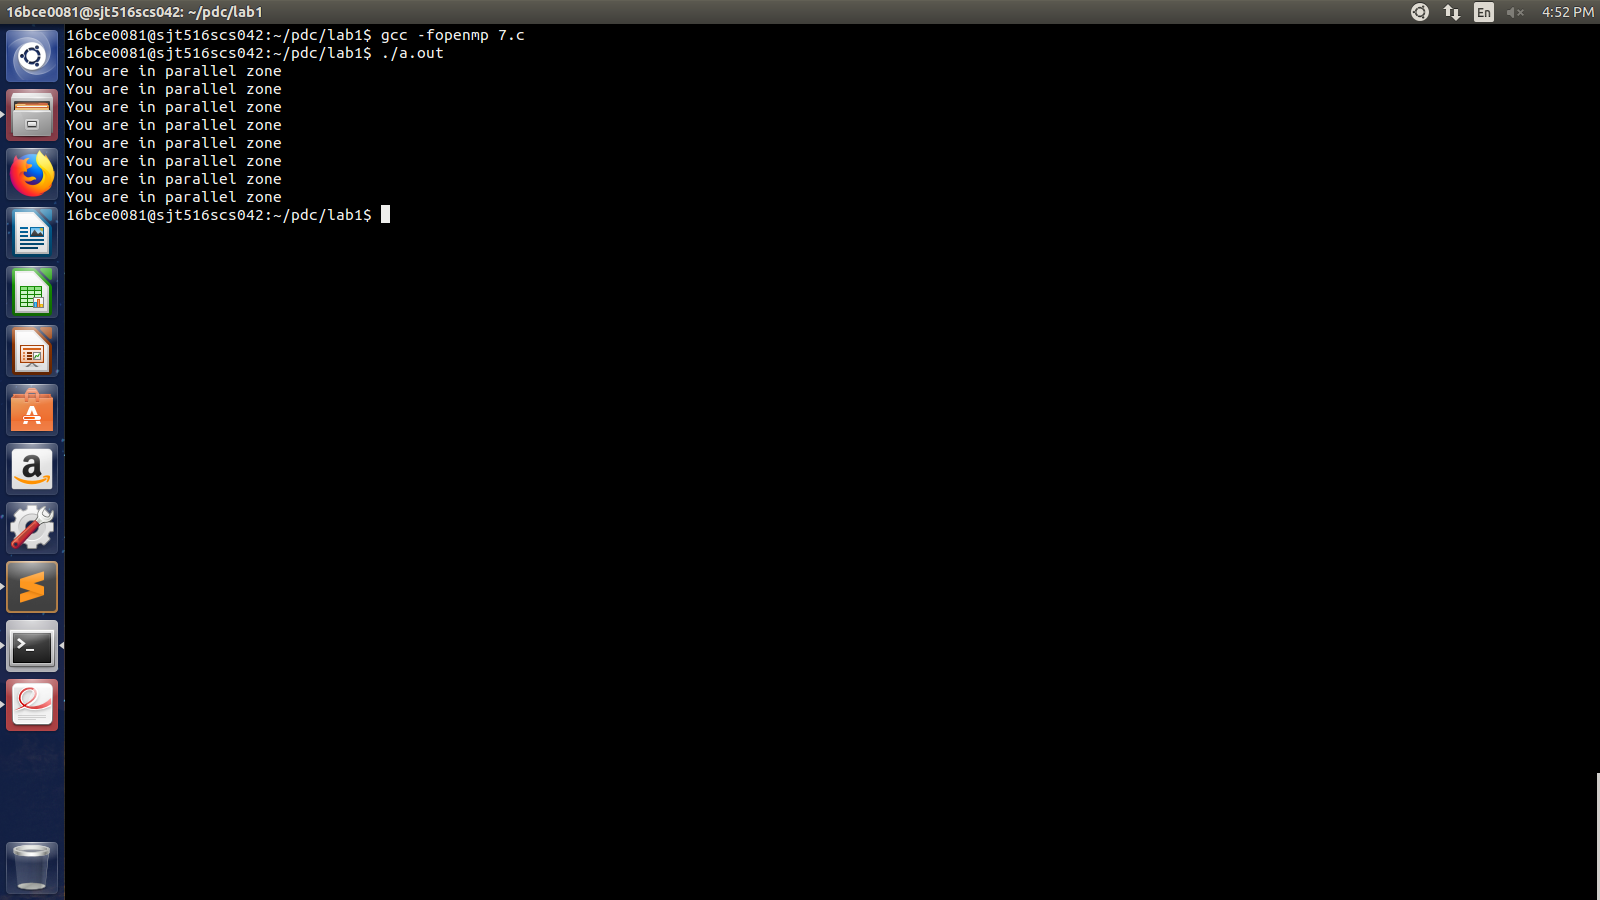 16bce0081@sjt516scs042: ~/pdc/lab1
En
4:52 PM
16bce0081@sjt516scs042:~/pdc/lab1$ gcc -fopenmp 7.c
16bce0081@sjt516scs042:~/pdc/lab1$ ./a.out
You are in parallel zone
You are in parallel zone
You are in parallel zone
You are in parallel zone
You are in parallel zone
You are in parallel zone
You are in parallel zone
You are in parallel zone
16bce0081@sjt516scs042:~/pdc/lab1$